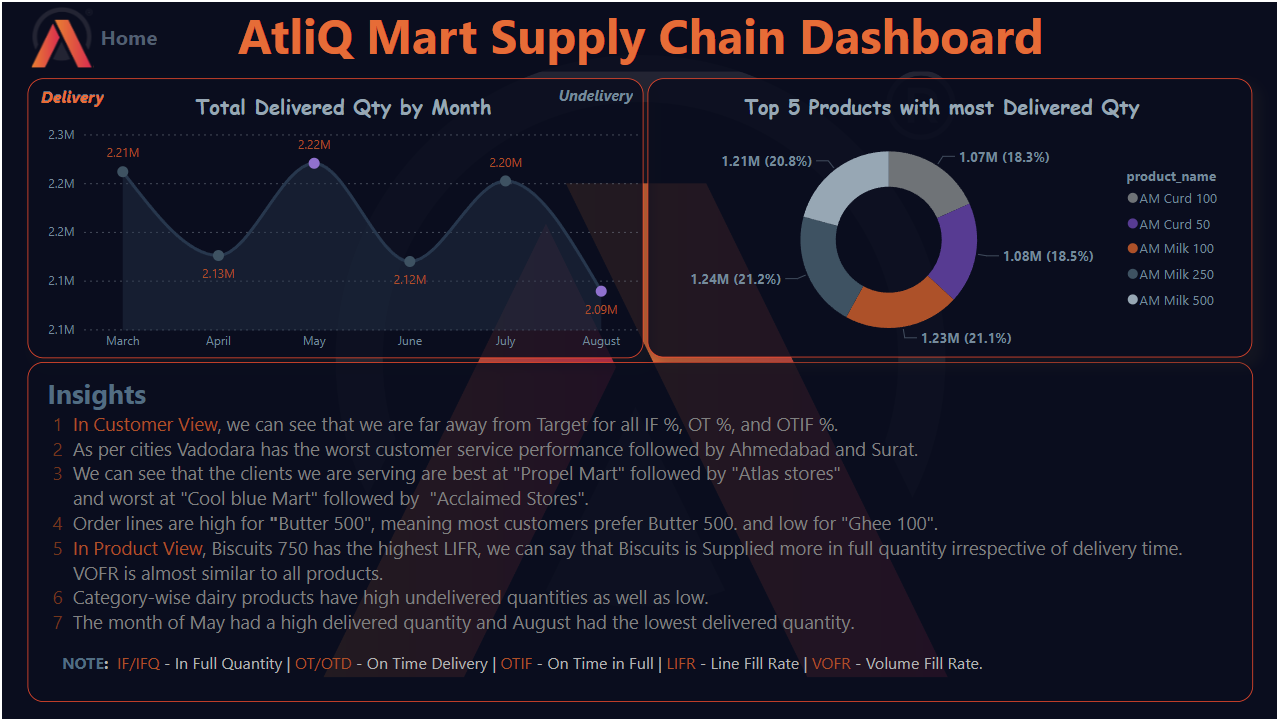 Home
AtliQ Mart Supply Chain Dashboard
Delivery
Total Delivered Qty by Month
Undelivery
2.3M
2.2M
2.2M
2.1M
2.1M
2.21M
2.13M
2.22M
2.12M
2.20M
2.09M
March
April
May
June
July
August
Top 5 Products with most Delivered Qty
1.21M (20.8%)
1.07M (18.3%)
1.24M (21.2%)
1.08M (18.5%)
1.23M (21.1%)
product_name
AM Curd 100
AM Curd 50
AM Milk 100
AM Milk 250
AM Milk 500
Insights
1 In Customer View, we can see that we are far away from Target for all IF %, OT %, and OTIF %.
2 As per cities Vadodara has the worst customer service performance followed by Ahmedabad and Surat.
3 We can see that the clients we are serving are best at "Propel Mart" followed by "Atlas stores"
and worst at "Cool blue Mart" followed by "Acclaimed Stores".
4 Order lines are high for "Butter 500", meaning most customers prefer Butter 500. and low for "Ghee 100".
5 In Product View, Biscuits 750 has the highest LIFR, we can say that Biscuits is Supplied more in full quantity irrespective of delivery time.
VOFR is almost similar to all products.
6 Category-wise dairy products have high undelivered quantities as well as low.
7 The month of May had a high delivered quantity and August had the lowest delivered quantity.
NOTE: IF/IFQ - In Full Quantity | OT/OTD - On Time Delivery | OTIF - On Time in Full | LIFR - Line Fill Rate | VOFR - Volume Fill Rate.